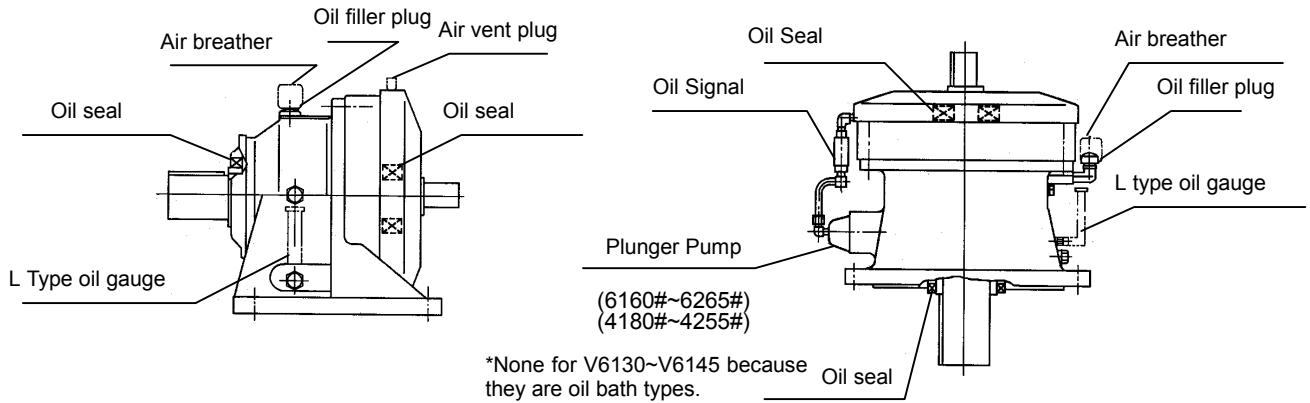 Oil filler plug
Air breather
Air vent plug
Oil seal
Oil seal
L Type oil gauge
Oil Seal
Air breather
Oil Signal
Oil filler plug
L type oil gauge
Plunger Pump
(6160#~6265#)
(4180#~4255#)
*None for V6130~V6145 because
they are oil bath types.
Oil seal